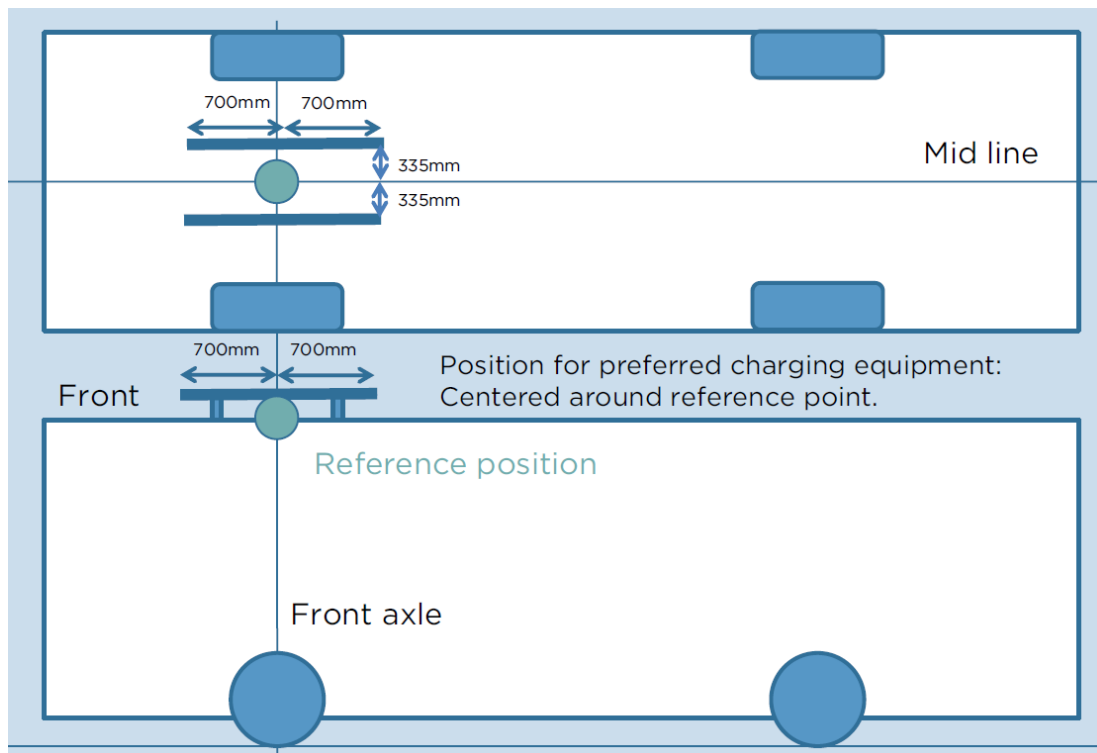 700mm 700mm
335mm
Mid line
335mm
700mm 700mm
Front
Position for preferred charging equipment:
Centered around reference point.
Reference position
Front axle